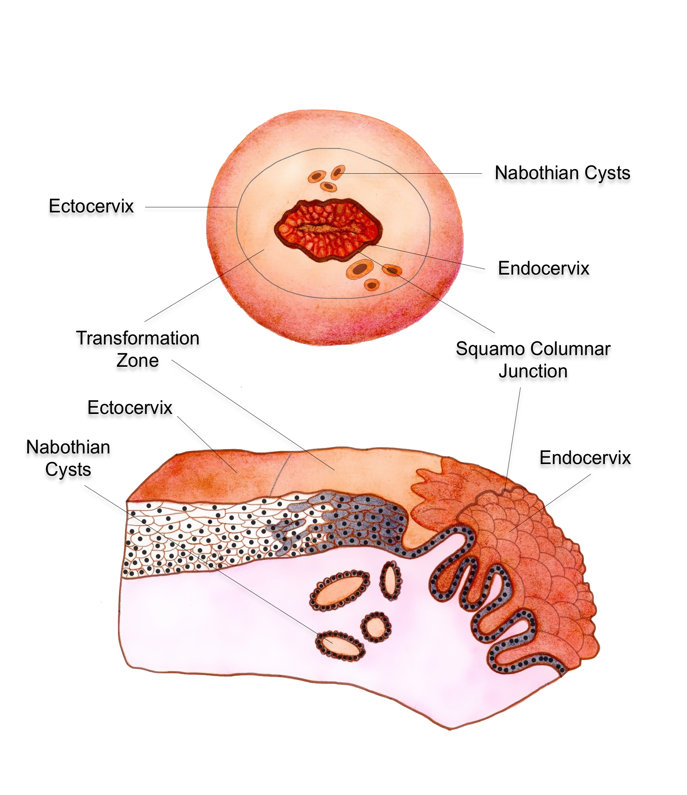 Nabothian Cysts
Ectocervix
Endocervix
Transformation
Zone
Squamo Columnar
Junction
Ectocervix
Nabothian
Cysts
Endocervix